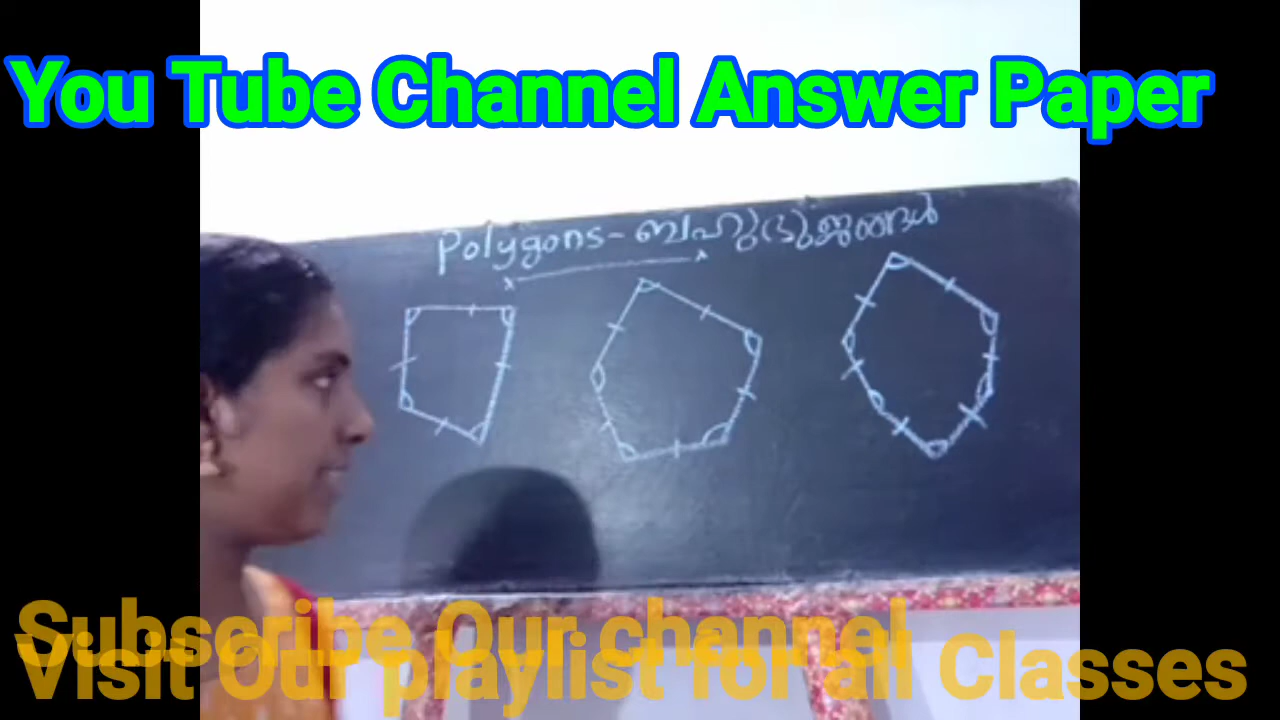 You Tube Channel Answer Paper
Polygons - ബഹുഭുജങ്ങൾ
Subscribe Our channel
Visit Our playlist for all Classes